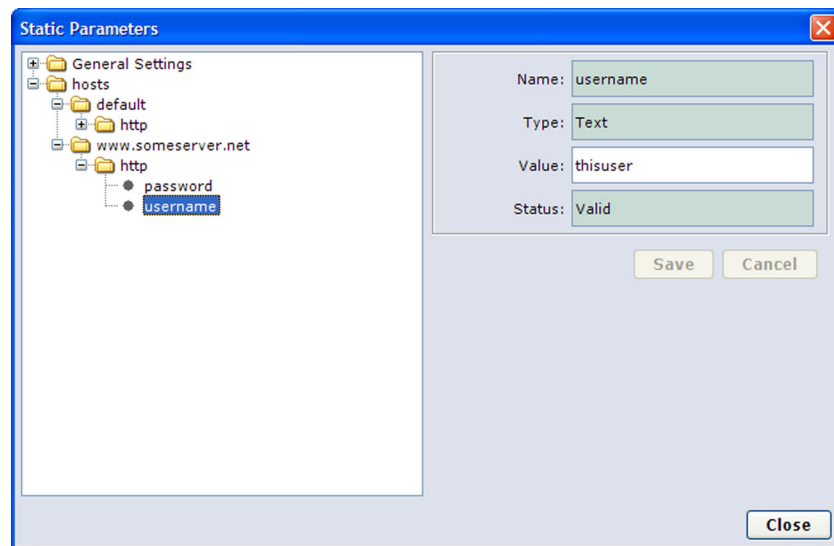 Static Parameters
General Settings
hosts
default
http
www.someserver.net
http
password
username
Name: username
Type: Text
Value: thisuser
Status: Valid
Save Cancel
Close